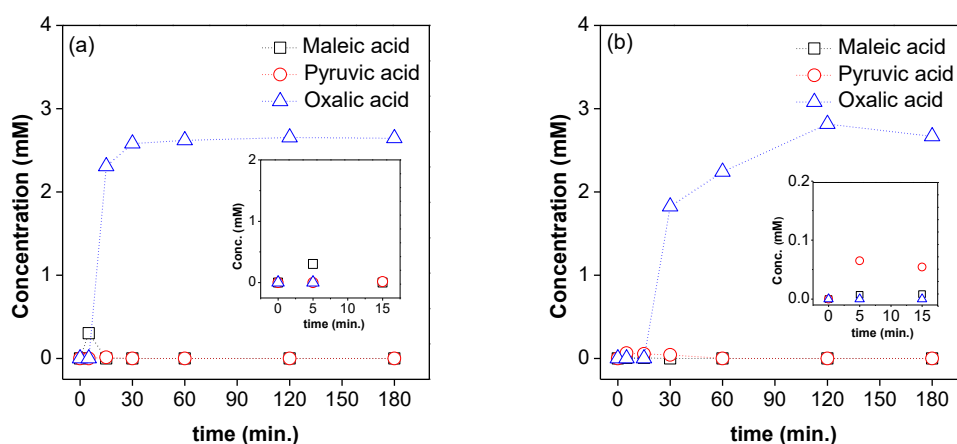 (a)
Maleic acid
Pyruvic acid
Oxalic acid
Concentration (mM)
4
3
2
1
0
0 30 60 90 120 150 180
time (min.)
Conc. (mM)
2
1
0
0 5 10 15
time (min.)
(b)
Maleic acid
Pyruvic acid
Oxalic acid
Concentration (mM)
4
3
2
1
0
0 30 60 90 120 150 180
time (min.)
Conc. (mM)
0.2
0.1
0.0
0 5 10 15
time (min.)